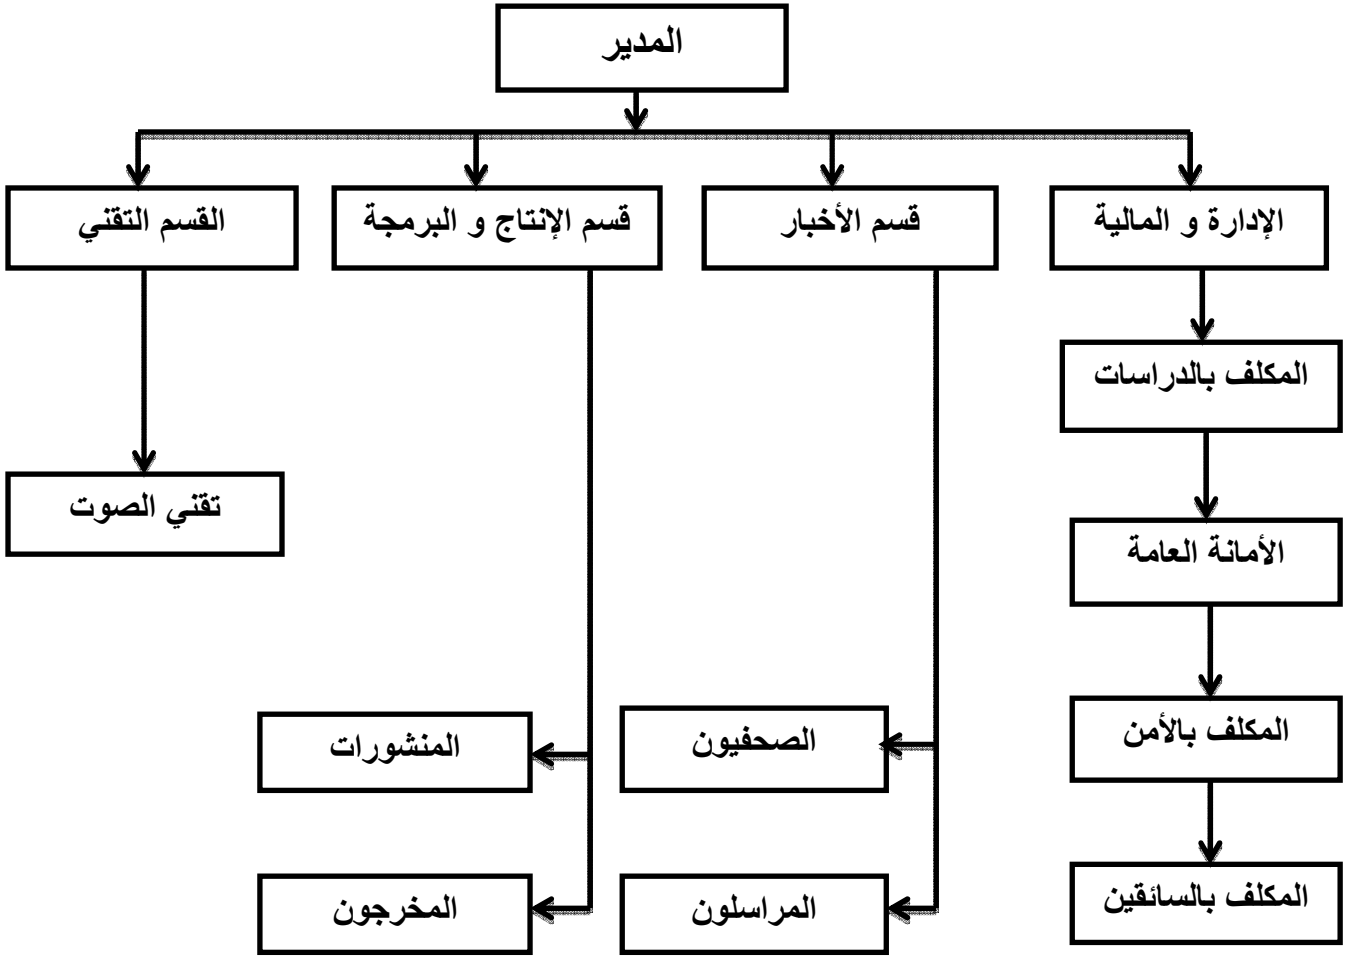 المدير
الإدارة و المالية
قسم الأخبار
قسم الإنتاج و البرمجة
القسم التقني
المكلف بالدراسات
تقني الصوت
الأمانة العامة
المكلف بالأمن
الصحفيون
المنشورات
المكلف بالسائقين
المراسلون
المخرجون